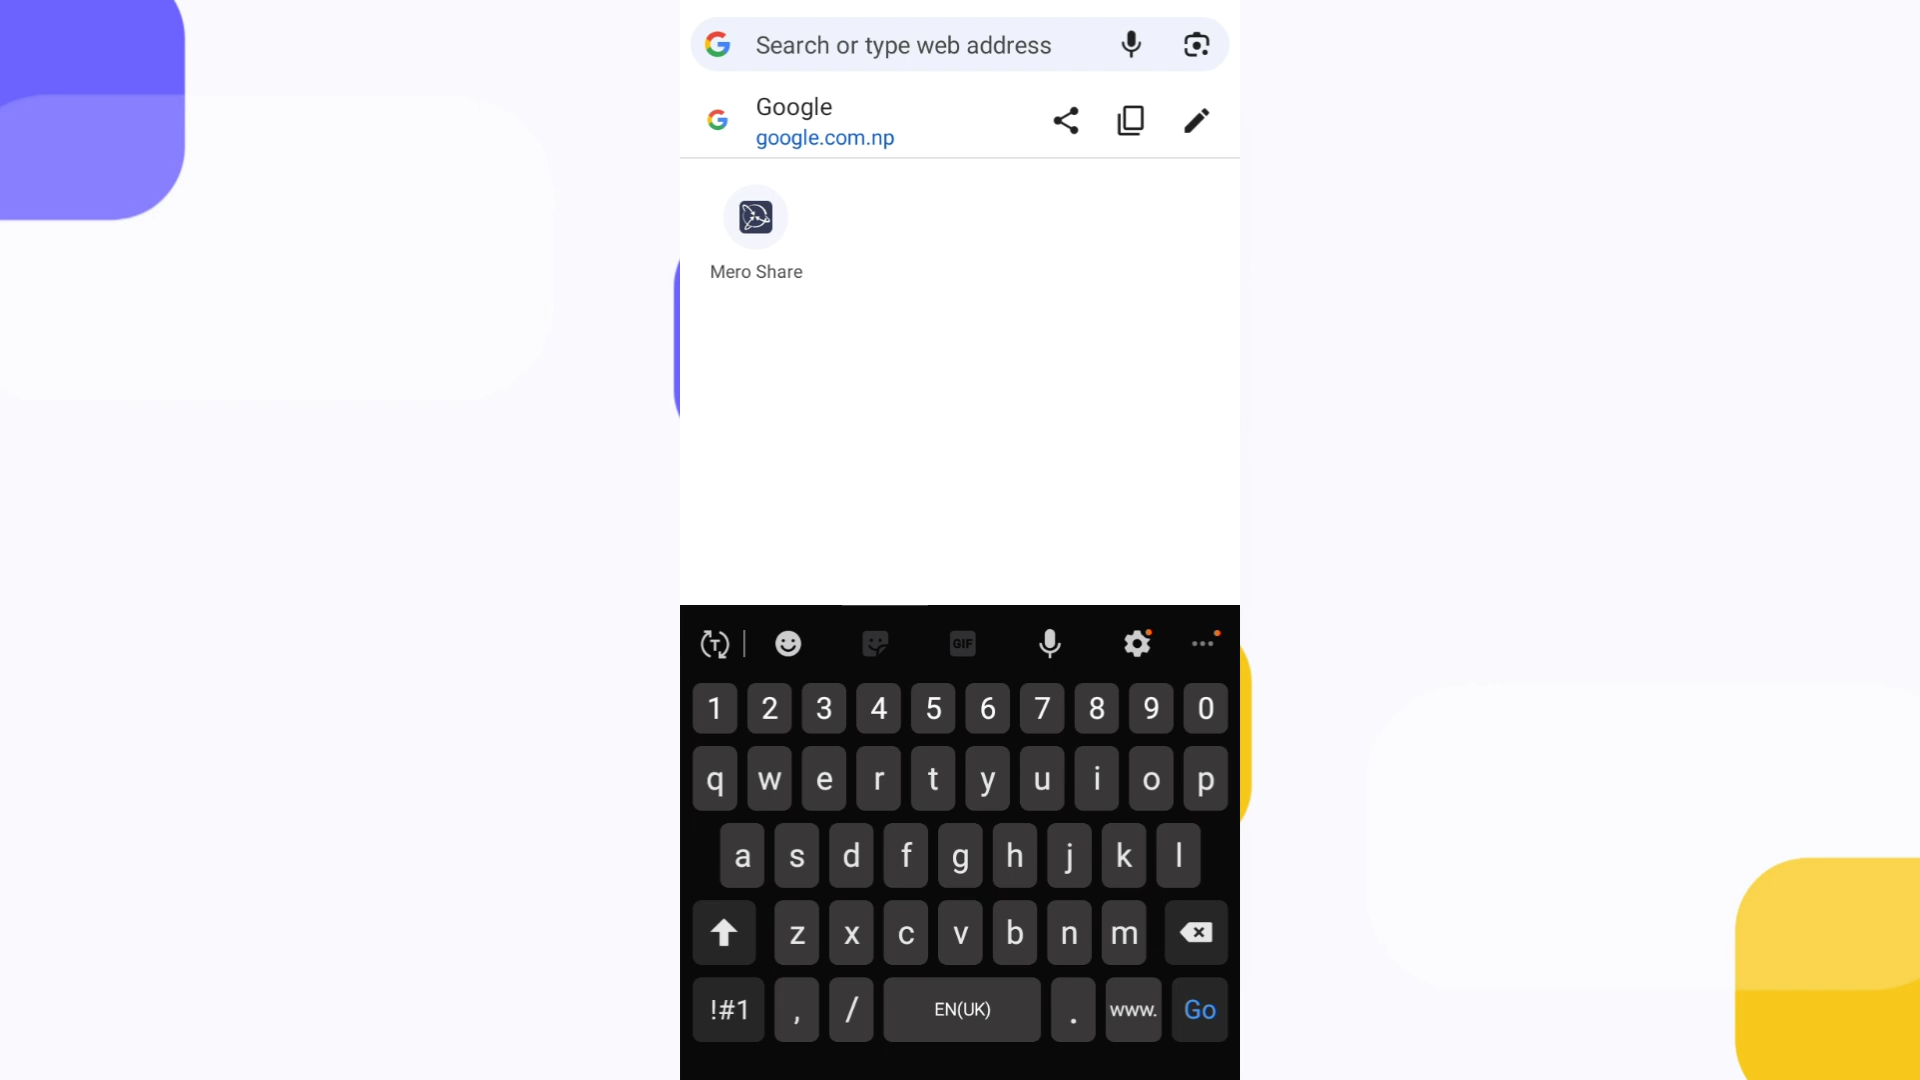 Search or type web address
Google
google.com.np
Mero Share
T
GIF
1 2 3 4 5 6 7 8 9 0
q w e r t y u i o p
a s d f g h j k l
z x c v b n m
!#1 , / EN(UK) . www. Go